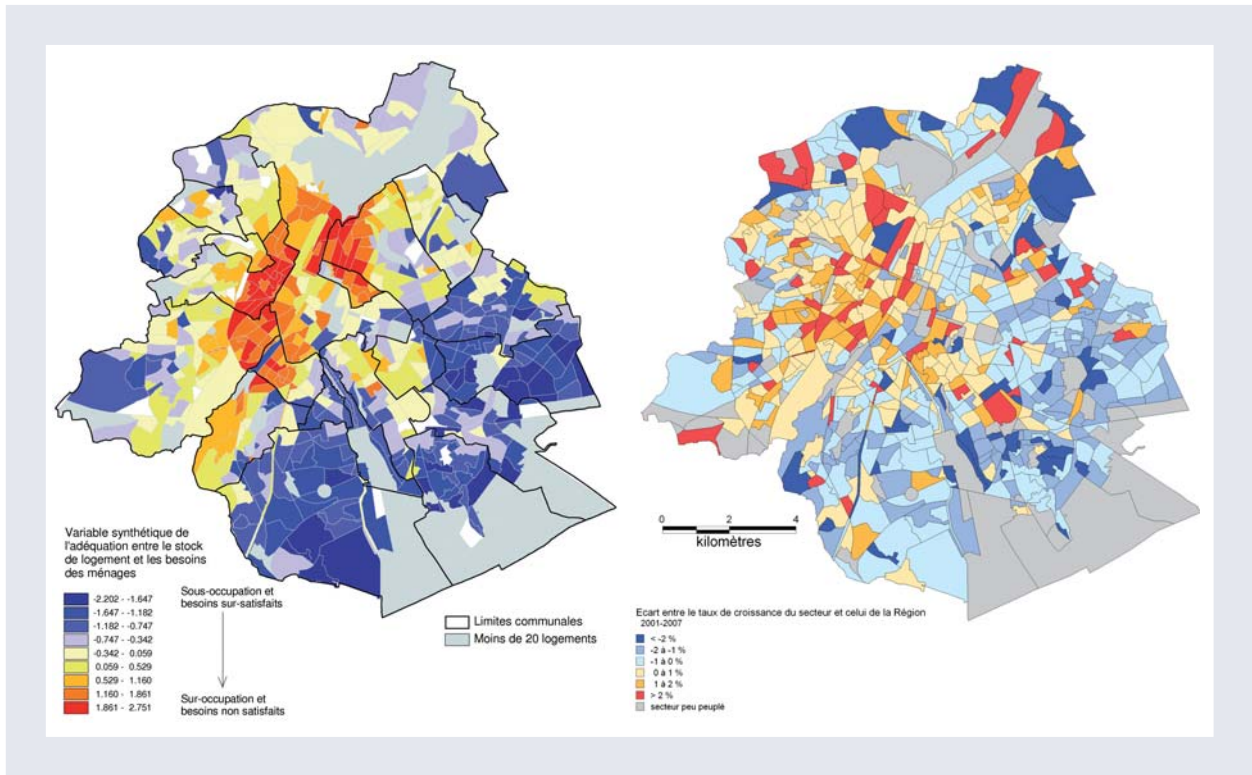 Variable synthétique de
l'adéquation entre le stock
de logement et les besoins
des ménages
-2.202 - -1.647
-1.647 - -1.182
-1.182 - -0.747
-0.747 - -0.342
-0.342 - 0.059
0.059 - 0.529
0.529 - 1.160
1.160 - 1.861
1.861 - 2.751
Sous-occupation et
besoins sur-satisfaits
Sur-occupation et
besoins non satisfaits
Limites communales
Moins de 20 logements
0 2 4
kilomètres
Ecart entre le taux de croissance du secteur et celui de la Région
2001-2007
< -2 %
-2 à -1 %
-1 à 0 %
0 à 1 %
1 à 2 %
> 2 %
secteur peu peuplé